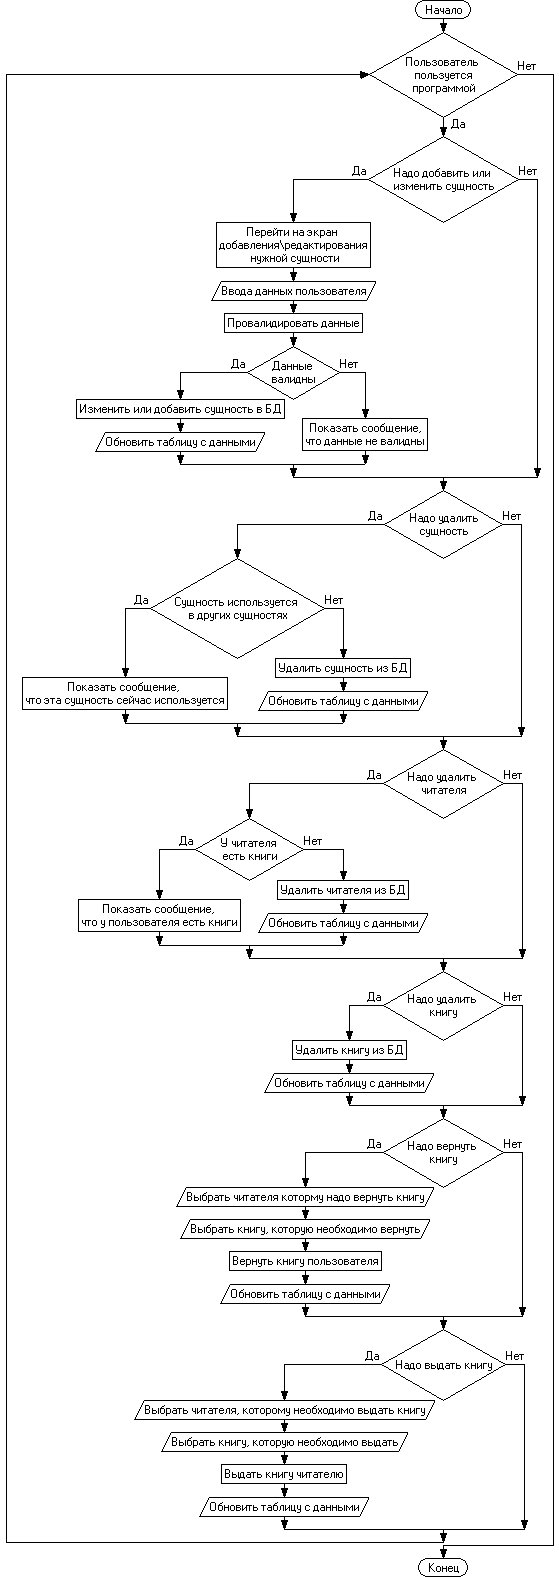 Начало
Пользователь
пользуется
программой
Нет
Да
Надо добавить или
изменить сущность
Да
Нет
Перейти на экран
добавления\редактирования
нужной сущности
Ввода данных пользователя
Провалидировать данные
Данные
валидны
Да
Нет
Изменить или добавить сущность в БД
Обновить таблицу с данными
Показать сообщение,
что данные не валидны
Надо удалить
сущность
Да
Нет
Сущность используется
в других сущностях
Да
Нет
Показать сообщение,
что эта сущность сейчас используется
Удалить сущность из БД
Обновить таблицу с данными
Надо удалить
читателя
Да
Нет
У читателя
есть книги
Да
Нет
Показать сообщение,
что у пользователя есть книги
Удалить читателя из БД
Обновить таблицу с данными
Надо удалить
книгу
Да
Нет
Удалить книгу из БД
Обновить таблицу с данными
Надо вернуть
книгу
Да
Нет
Выбрать читателя которму надо вернуть книгу
Выбрать книгу, которую необходимо вернуть
Вернуть книгу пользователя
Обновить таблицу с данными
Надо выдать книгу
Да
Нет
Выбрать читателя, которому необходимо выдать книгу
Выбрать книгу, которую необходимо выдать
Выдать книгу читателю
Обновить таблицу с данными
Конец